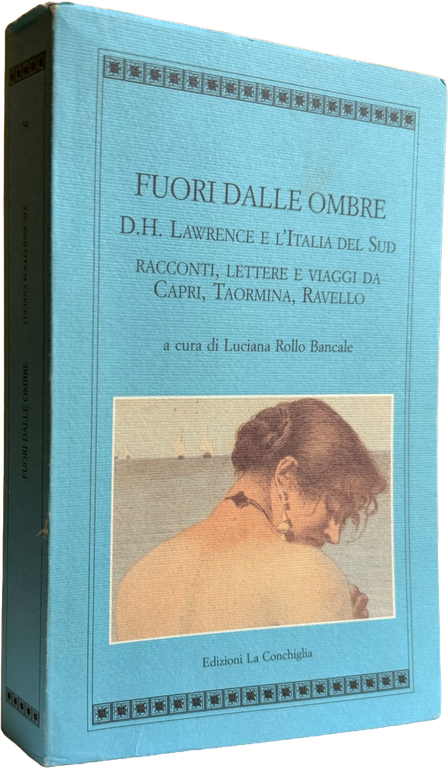 FUORI DALLE OMBRE
D.H. LAWRENCE E L'ITALIA DEL SUD
RACCONTI, LETTERE E VIAGGI DA
CAPRI, TAORMINA, RAVELLO
a cura di Luciana Rollo Bancale
Edizioni La Conchiglia
LUCIANA ROLLO BANCALE
FUORI DALLE OMBRE